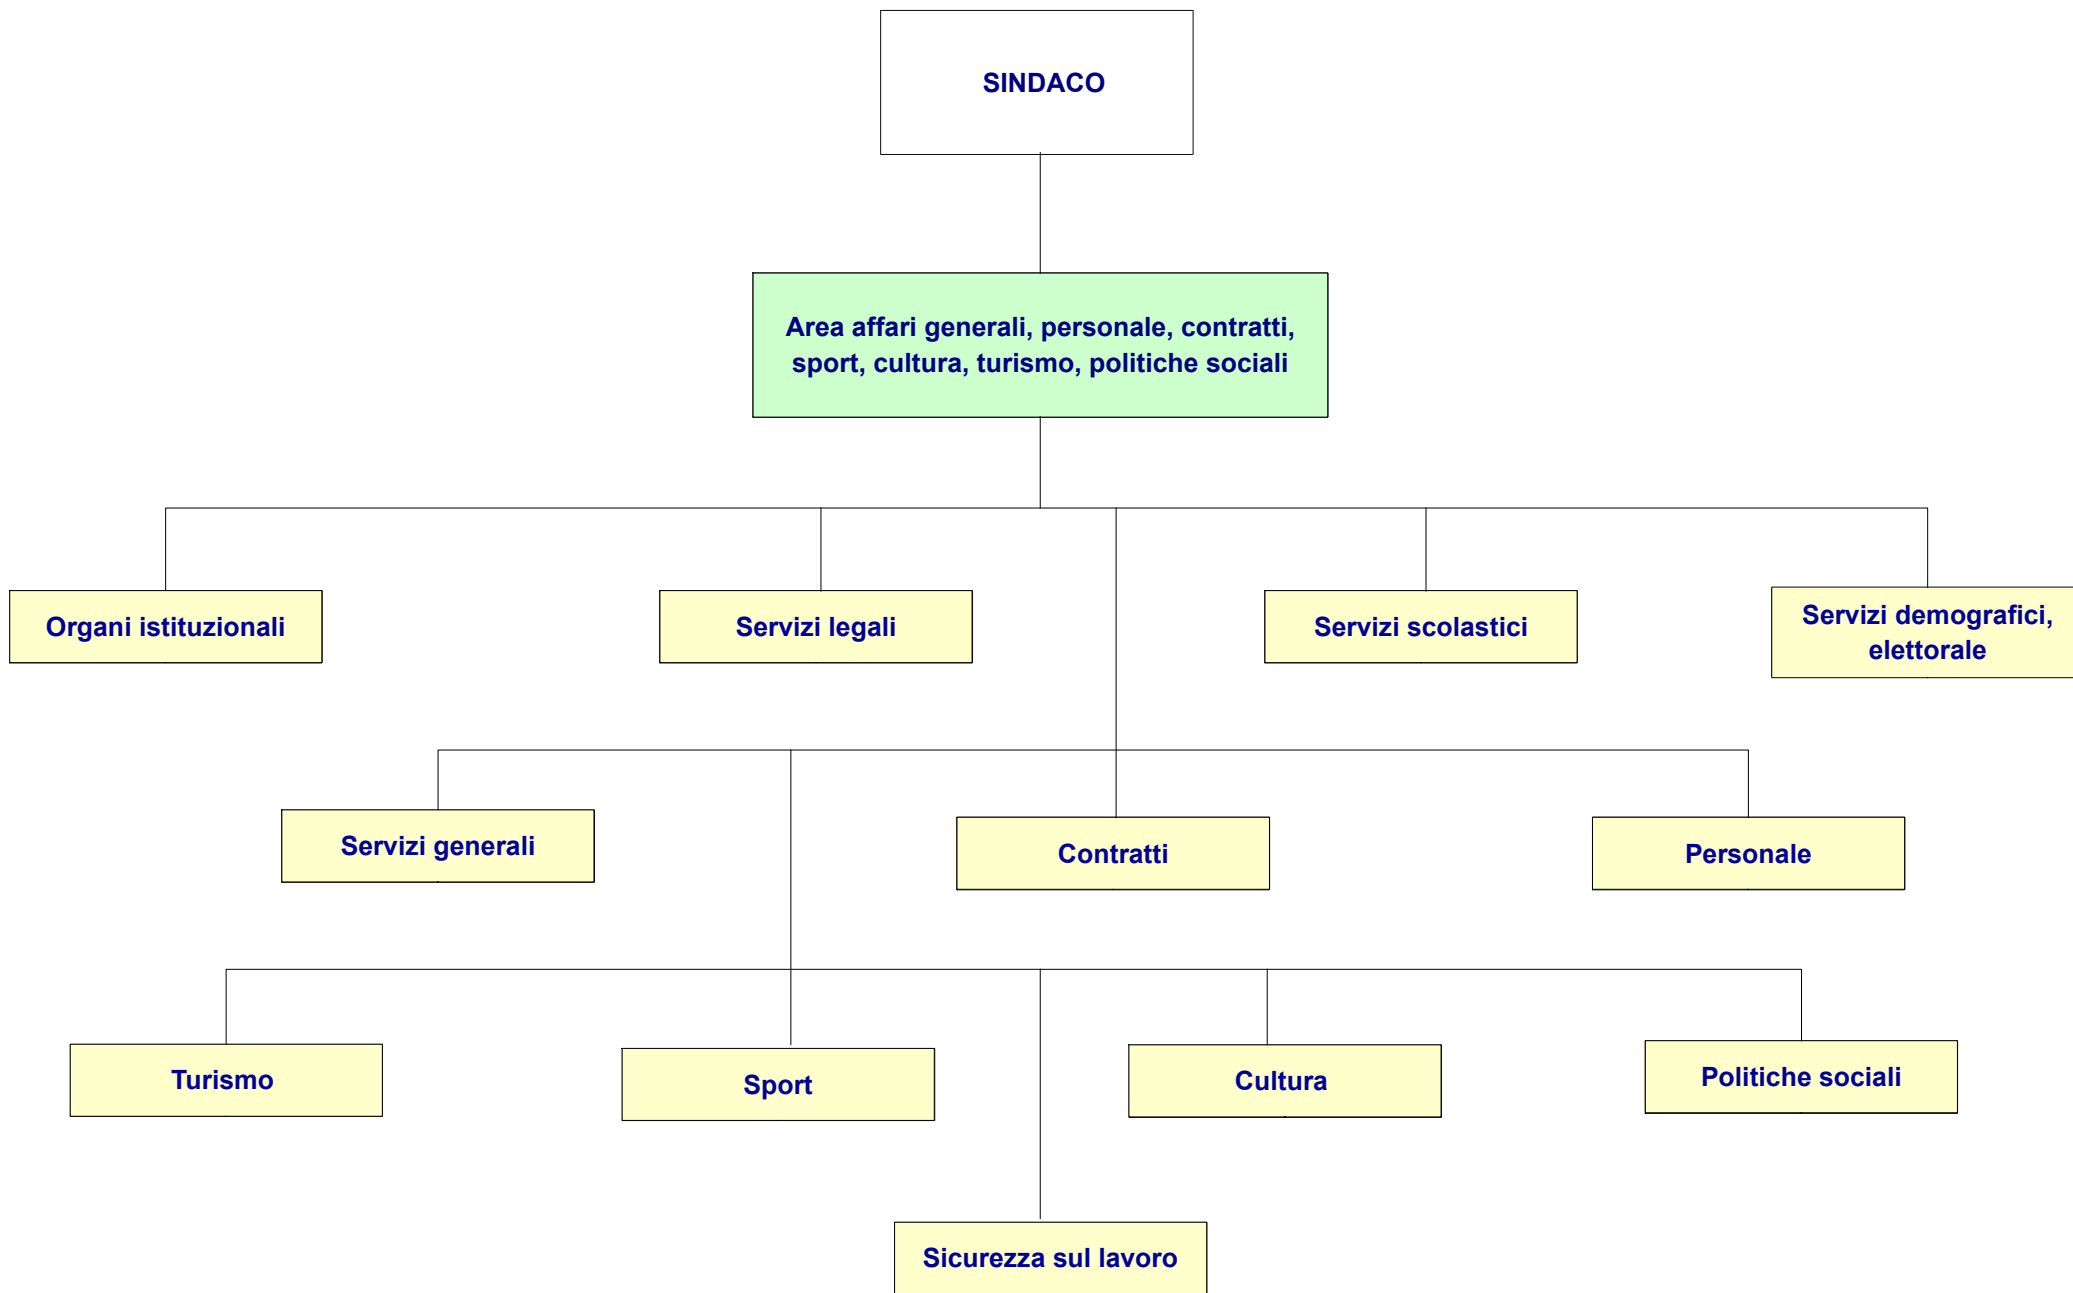 SINDACO
Area affari generali, personale, contratti,
sport, cultura, turismo, politiche sociali
Organi istituzionali
Servizi legali
Servizi scolastici
Servizi demografici,
elettorale
Servizi generali
Contratti
Personale
Turismo
Sport
Cultura
Politiche sociali
Sicurezza sul lavoro